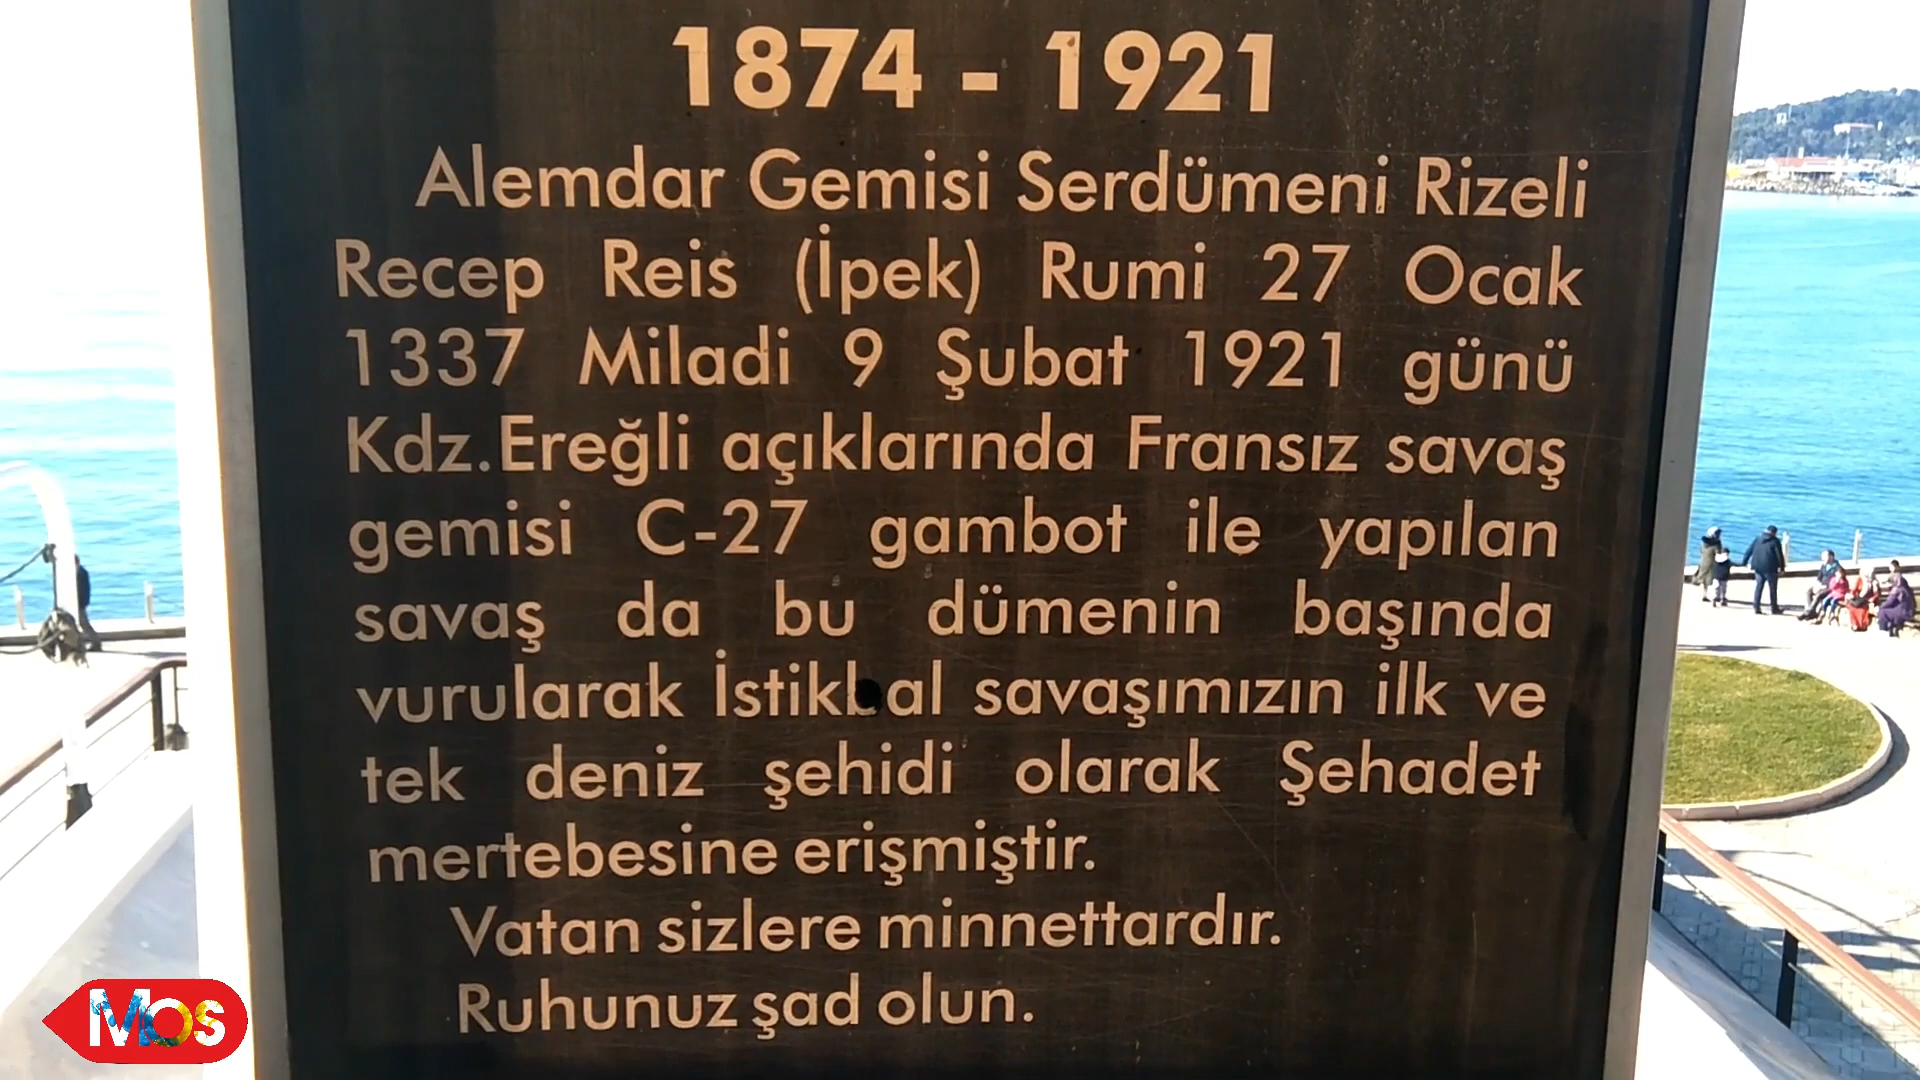 1874 - 1921
Alemdar Gemisi Serdümeni Rizeli
Recep Reis (İpek) Rumi 27 Ocak
1337 Miladi 9 Şubat 1921 günü
Kdz.Ereğli açıklarında Fransız savaş
gemisi C-27 gambot ile yapılan
savaş da bu dümenin başında
vurularak İstikbal savaşımızın ilk ve
tek deniz şehidi olarak Şehadet
mertebesine erişmiştir.
Vatan sizlere minnettardır.
Ruhunuz şad olun.
Mos